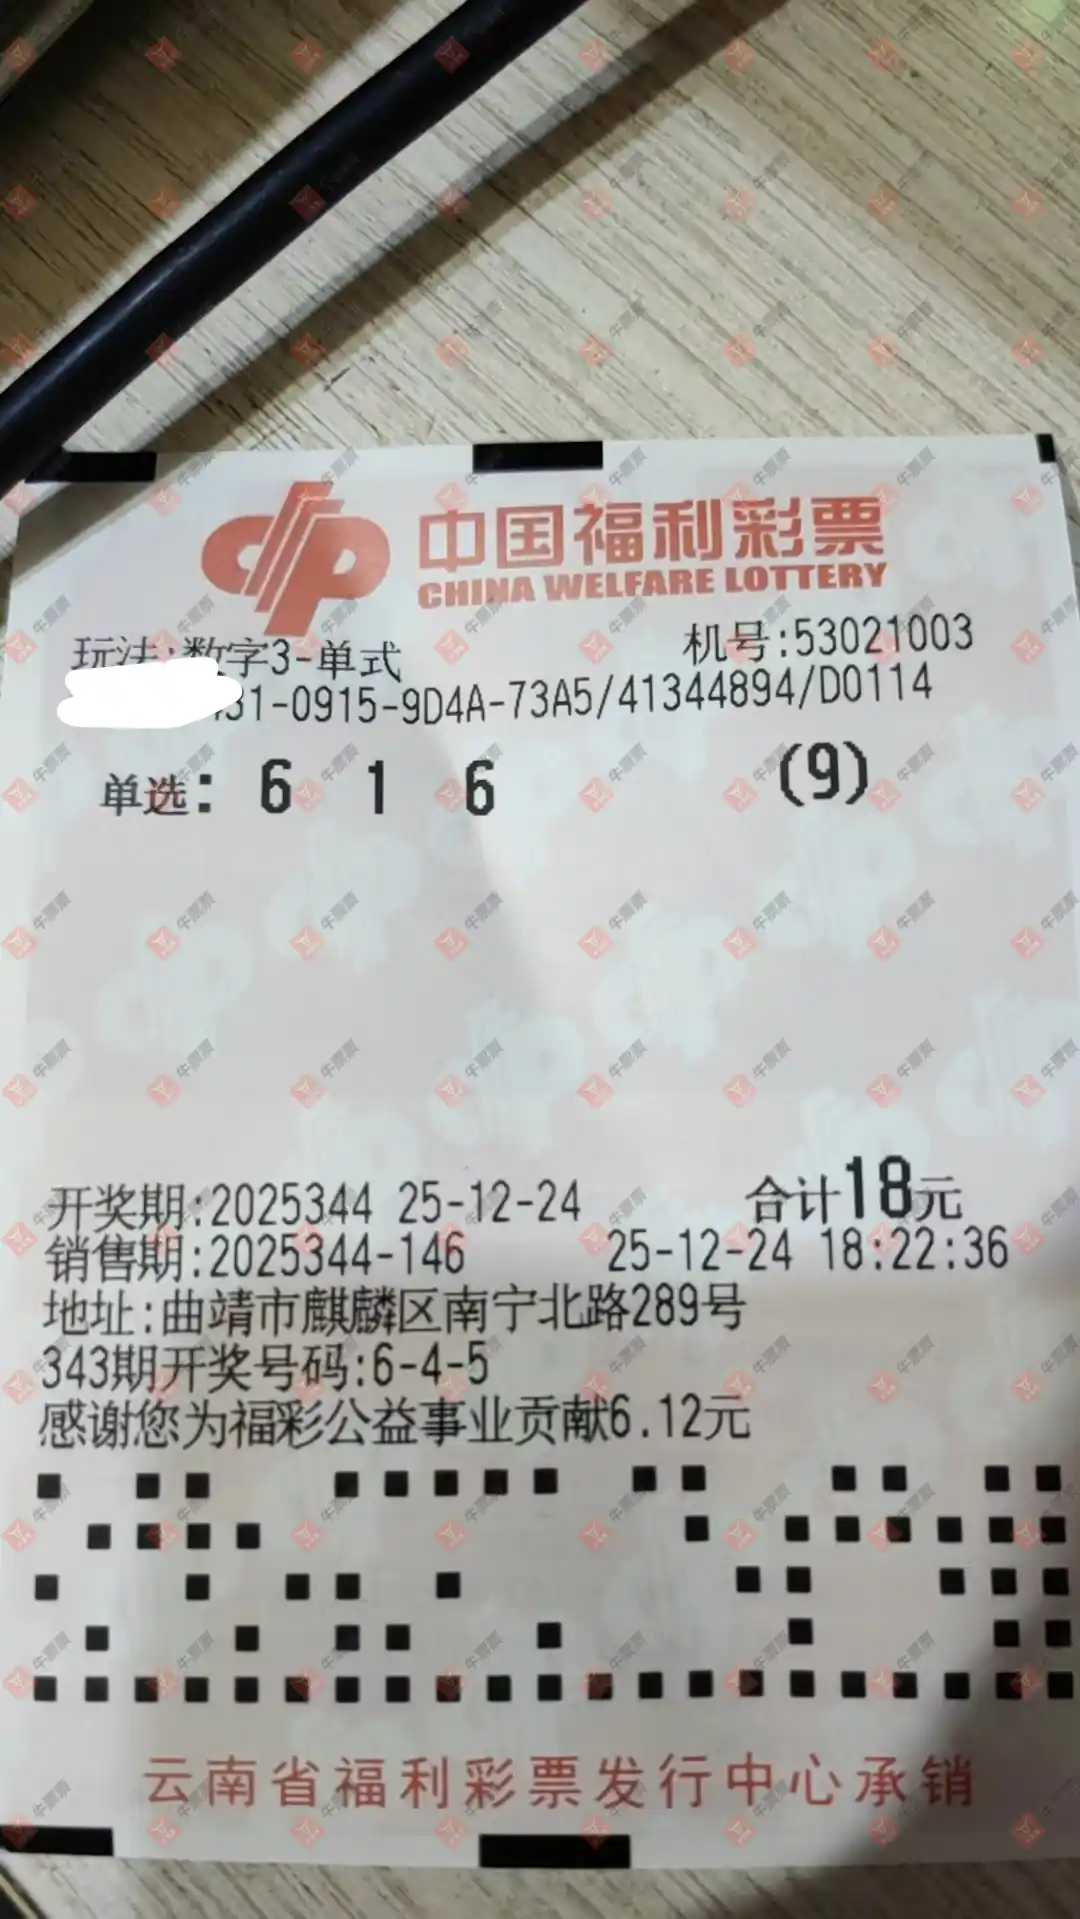 中国福利彩票
CHINA WELFARE LOTTERY
玩法:数字3-单式 机号:53021003
31-0915-9D4A-73A5/41344894/D0114
单选: 6 1 6 (9)
开奖期:2025344 25-12-24 合计18元
销售期:2025344-146 25-12-24 18:22:36
地址:曲靖市麒麟区南宁北路289号
343期开奖号码:6-4-5
感谢您为福彩公益事业贡献6.12元
云南省福利彩票发行中心承销
牛票票